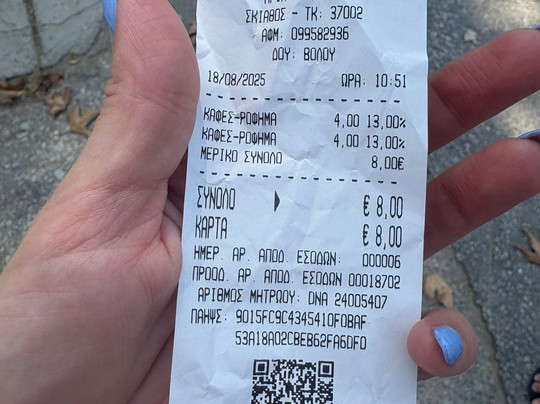 ΣΚΙΑΘΟΣ - ΤΚ: 37002
ΑΦΜ: 099582936
ΔΟΥ: ΒΟΛΟΥ
18/08/2025 ΩΡΑ: 10:51
ΚΑΦΕΣ-ΡΟΦΗΜΑ 4,00 13,00%
ΚΑΦΕΣ-ΡΟΦΗΜΑ 4,00 13,00%
ΜΕΡΙΚΟ ΣΥΝΟΛΟ 8,00€
ΣΥΝΟΛΟ € 8,00
ΚΑΡΤΑ € 8,00
ΗΜΕΡ. ΑΡ. ΑΠΟΔ. ΕΣΟΔΩΝ: 000006
ΠΡΟΟΔ. ΑΡ. ΑΠΟΔ. ΕΣΟΔΩΝ 00018702
ΑΡΙΘΜΟΣ ΜΗΤΡΩΟΥ: DNA 24005407
ΠΑΗΨΣ: 9015FC9C4345410F0BAF
53A18A02CBEB62FA6DF0